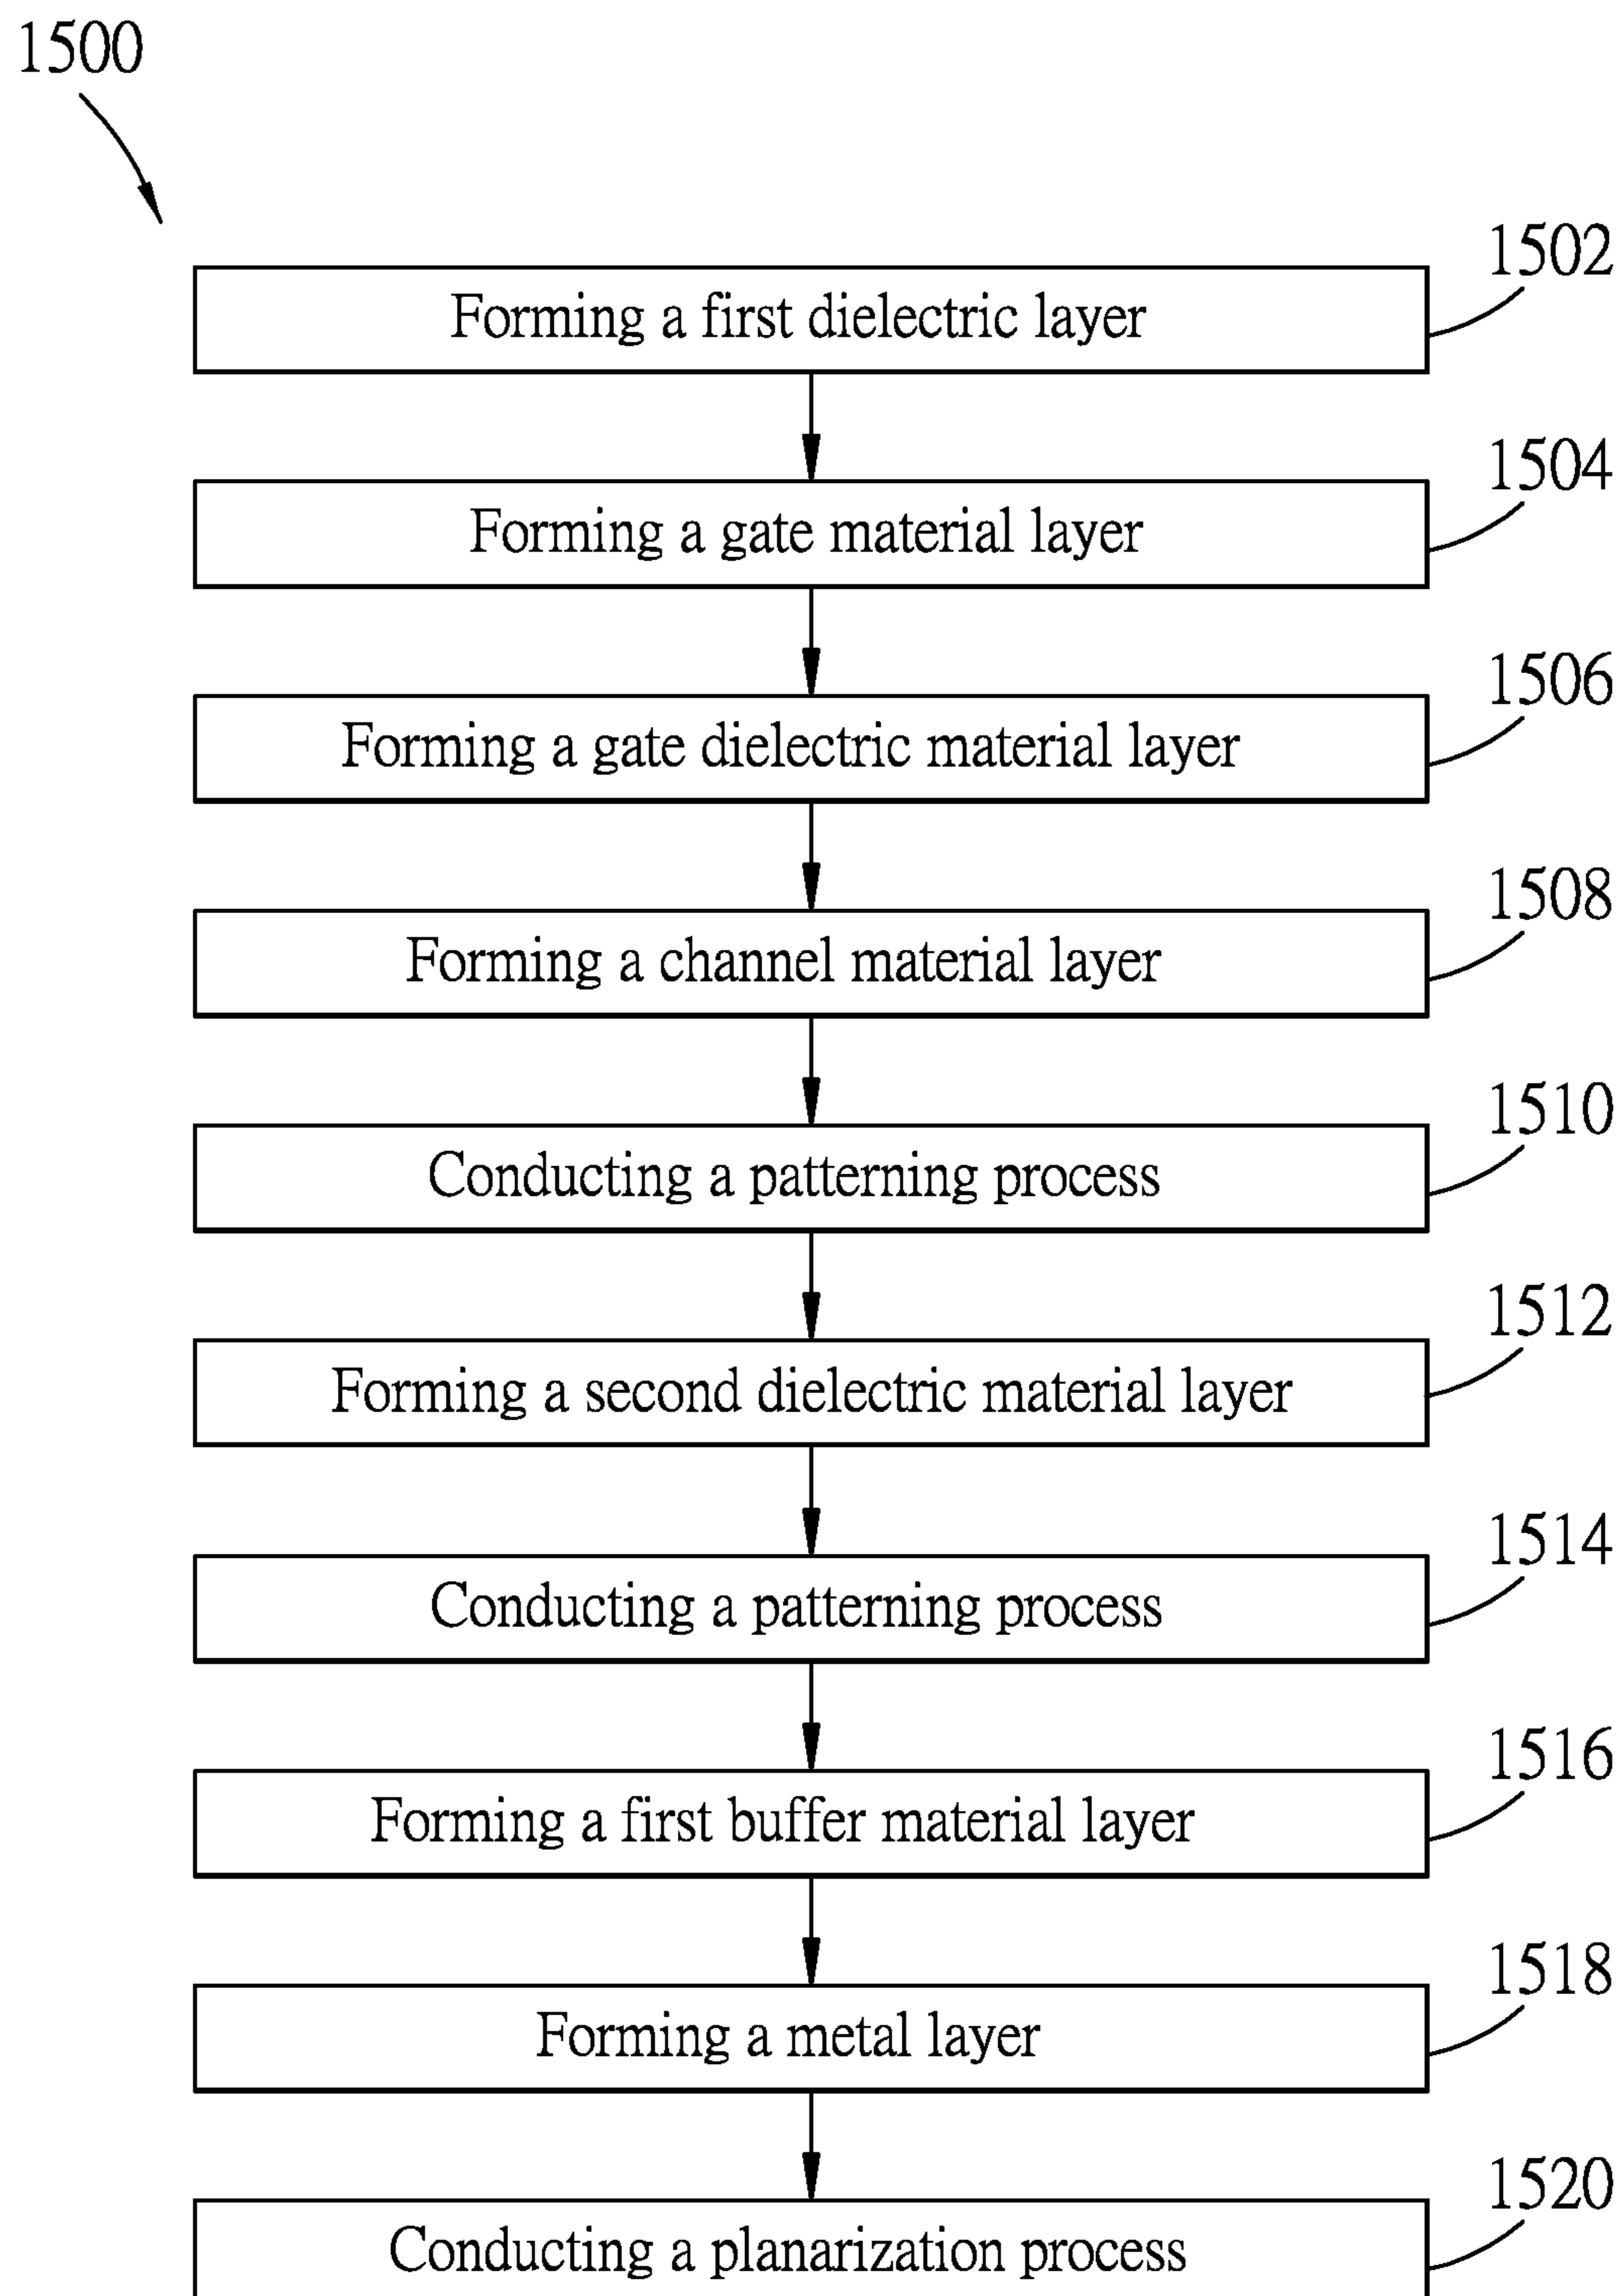 1500
1502
Forming a first dielectric layer
1504
Forming a gate material layer
1506
Forming a gate dielectric material layer
1508
Forming a channel material layer
1510
Conducting a patterning process
1512
Forming a second dielectric material layer
1514
Conducting a patterning process
1516
Forming a first buffer material layer
1518
Forming a metal layer
1520
Conducting a planarization process